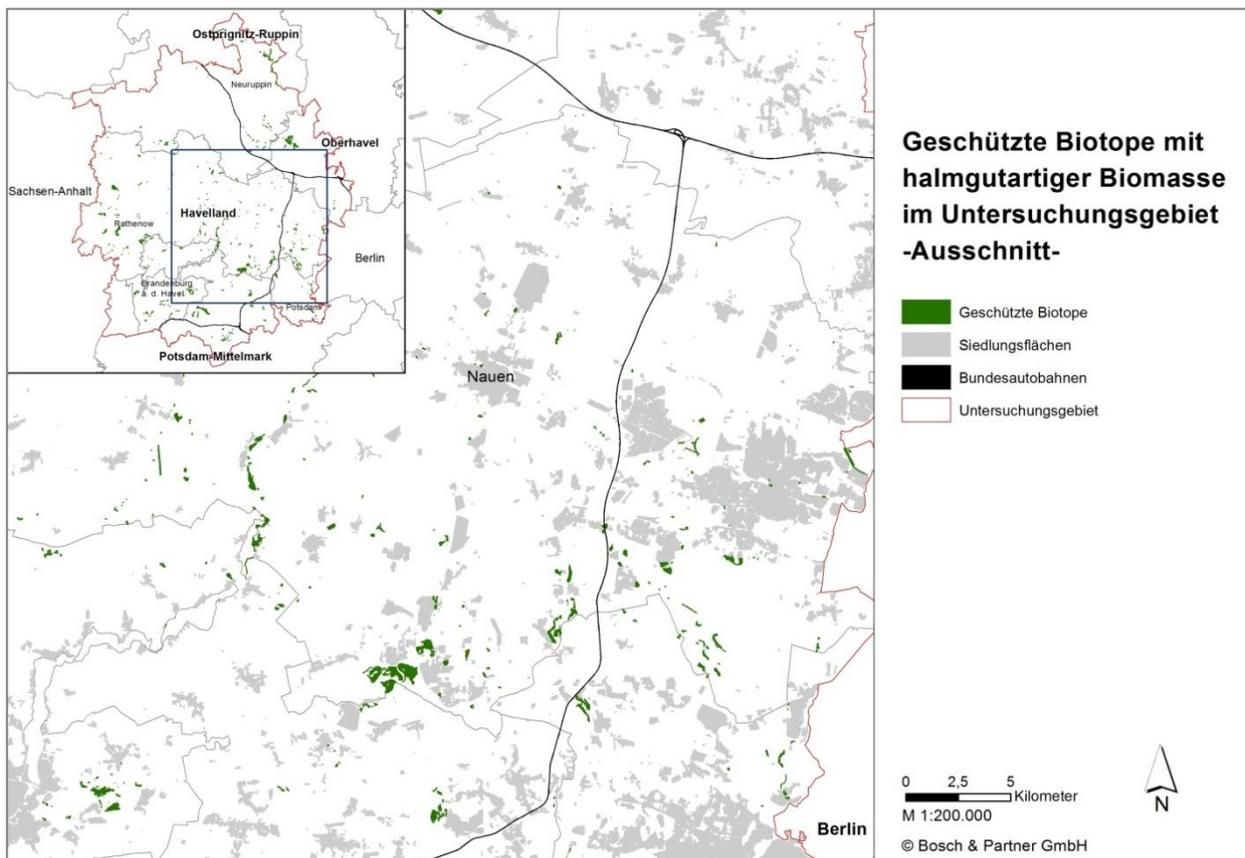 Ostprignitz-Ruppin
Neuruppin
Oberhavel
Sachsen-Anhalt
Havelland
Rathenow
Berlin
Brandenburg
a. d. Havel
Potsdam
Potsdam-Mittelmark
Nauen
Berlin
Geschützte Biotope mit
halmgutartiger Biomasse
im Untersuchungsgebiet
-Ausschnitt-
Geschützte Biotope
Siedlungsflächen
Bundesautobahnen
Untersuchungsgebiet
0 2,5 5
Kilometer
M 1:200.000
N
© Bosch & Partner GmbH